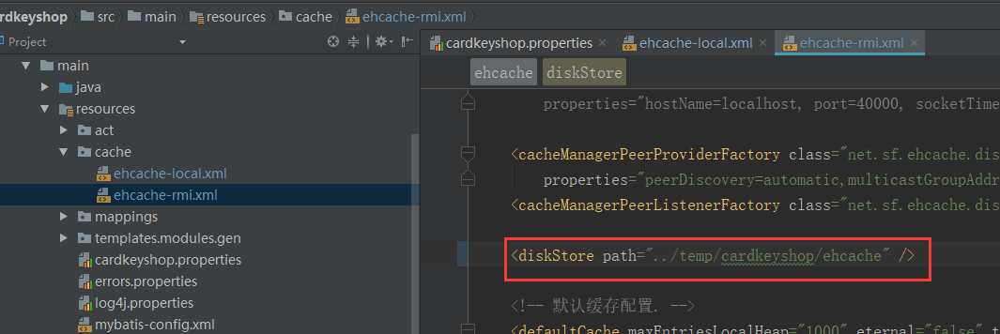 rdkeyshop src main resources cache ehcache-rmi.xml
Project
cardkeyshop.properties × ehcache-local.xml × ehcache-rmi.xml ×
main
java
resources
act
cache
ehcache-local.xml
ehcache-rmi.xml
mappings
templates.modules.gen
cardkeyshop.properties
errors.properties
log4j.properties
mybatis-config.xml
ehcache diskStore
properties="hostName=localhost, port=40000, socketTime
<cacheManagerPeerProviderFactory class="net.sf.ehcache.dis
properties="peerDiscovery=automatic,multicastGroupAddr
<cacheManagerPeerListenerFactory class="net.sf.ehcache.dis
<diskStore path="../temp/cardkeyshop/ehcache" />
<!-- 默认缓存配置. -->
<defaultCache maxEntriesLocalHeap="1000" eternal="false" t